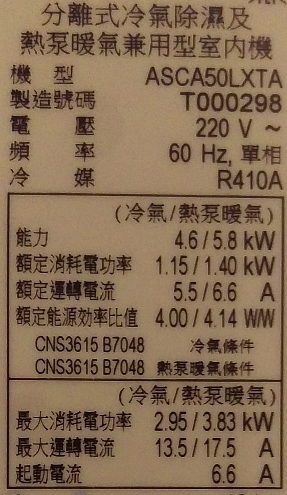 分離式冷氣除濕及
熱泵暖氣兼用型室內機
機型 ASCA50LXTA
製造號碼 T000298
電壓 220 V ~
頻率 60 Hz, 單相
冷媒 R410A
(冷氣/熱泵暖氣)
能力 4.6 / 5.8 kW
額定消耗電功率 1.15 / 1.40 kW
額定運轉電流 5.5 / 6.6 A
額定能源效率比值 4.00 / 4.14 W/W
CNS3615 B7048 冷氣條件
CNS3615 B7048 熱泵暖氣條件
(冷氣/熱泵暖氣)
最大消耗電功率 2.95 / 3.83 kW
最大運轉電流 13.5 / 17.5 A
起動電流 6.6 A